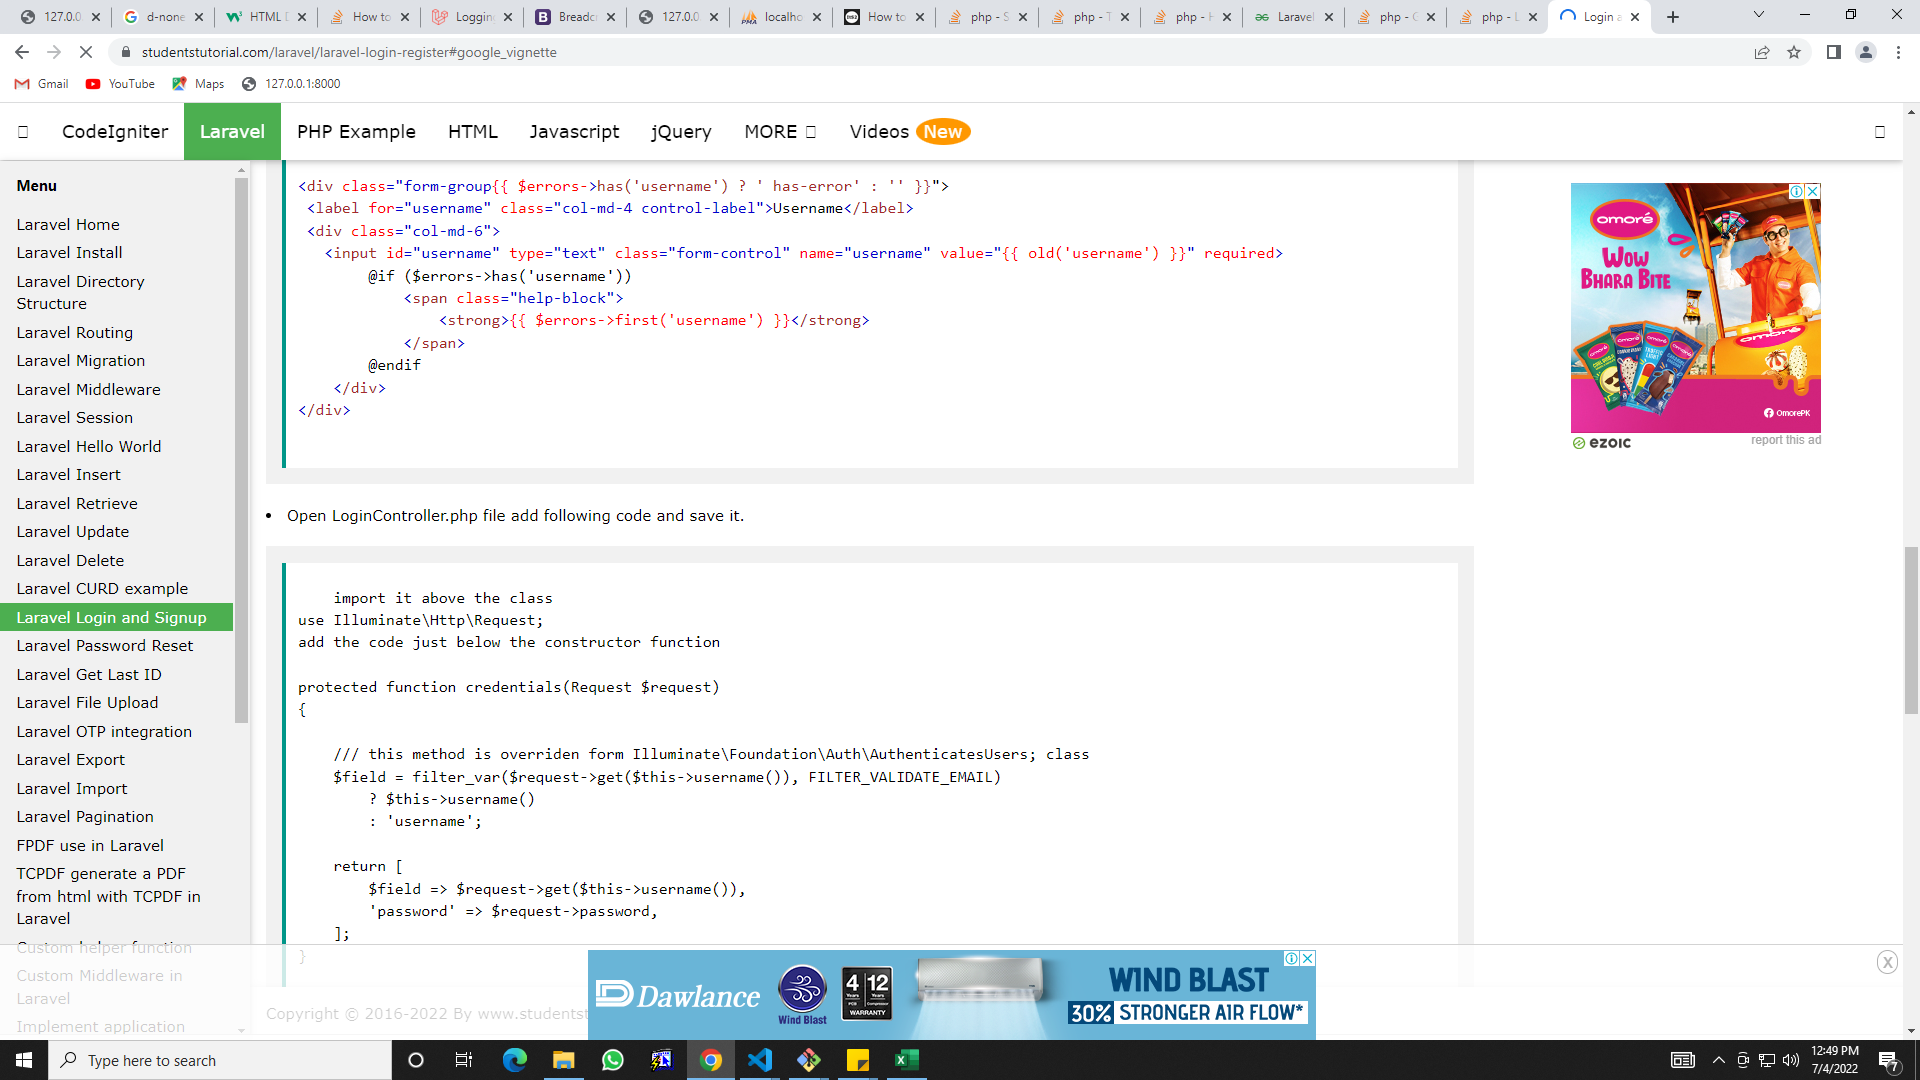 127.0.0
d-none
HTML D
How to
Loggin
Breadc
127.0.0
localho
How to
php - S
php - T
php - H
Laravel
php - C
php - L
Login a
studentstutorial.com/laravel/laravel-login-register#google_vignette
Gmail
YouTube
Maps
127.0.0.1:8000
CodeIgniter
Laravel
PHP Example
HTML
Javascript
jQuery
MORE
Videos New
Menu
Laravel Home
Laravel Install
Laravel Directory
Structure
Laravel Routing
Laravel Migration
Laravel Middleware
Laravel Session
Laravel Hello World
Laravel Insert
Laravel Retrieve
Laravel Update
Laravel Delete
Laravel CURD example
Laravel Login and Signup
Laravel Password Reset
Laravel Get Last ID
Laravel File Upload
Laravel OTP integration
Laravel Export
Laravel Import
Laravel Pagination
FPDF use in Laravel
TCPDF generate a PDF
from html with TCPDF in
Laravel
Custom helper function
Custom Middleware in
Laravel
Implement application
<div class="form-group{{ $errors->has('username') ? ' has-error' : '' }}">
<label for="username" class="col-md-4 control-label">Username</label>
<div class="col-md-6">
<input id="username" type="text" class="form-control" name="username" value="{{ old('username') }}" required>
@if ($errors->has('username'))
<span class="help-block">
<strong>{{ $errors->first('username') }}</strong>
</span>
@endif
</div>
</div>
• Open LoginController.php file add following code and save it.
import it above the class
use Illuminate\Http\Request;
add the code just below the constructor function
protected function credentials(Request $request)
{
/// this method is overriden form Illuminate\Foundation\Auth\AuthenticatesUsers; class
$field = filter_var($request->get($this->username()), FILTER_VALIDATE_EMAIL)
? $this->username()
: 'username';
return [
$field => $request->get($this->username()),
'password' => $request->password,
];
}
Copyright © 2016-2022 By www.studentst
omoré
WOW
BHARA BITE
omoré
OmorePK
ezoic
report this ad
Dawlance
Wind Blast
4 Years PCB
12 Years Compressor
WARRANTY
WIND BLAST
30% STRONGER AIR FLOW*
X
Type here to search
12:49 PM
7/4/2022
7